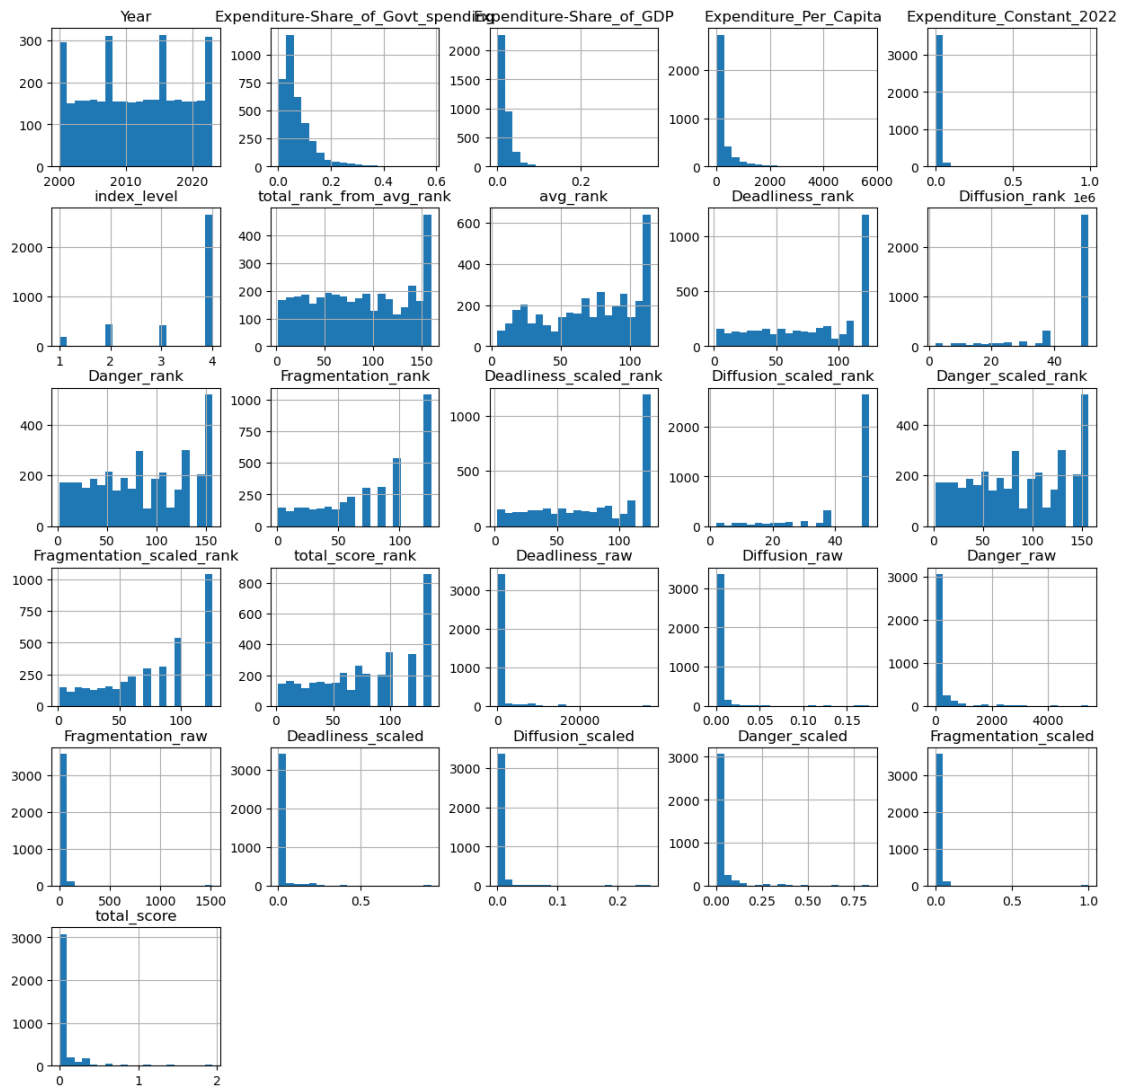 Year Expenditure-Share_of_Govt_spending Expenditure-Share_of_GDP Expenditure_Per_Capita Expenditure_Constant_2022
300 200 100 0
2000 2010 2020
1000 750 500 250 0
0.0 0.2 0.4 0.6
2000 1500 1000 500 0
0.0 0.2
2000 1000 0
0 2000 4000 6000
3000 2000 1000 0
0.0 0.5 1.0
1e6
index_level total_rank_from_avg_rank avg_rank Deadliness_rank Diffusion_rank
2000 1000 0
1 2 3 4
400 300 200 100 0
0 50 100 150
600 400 200 0
0 50 100
1000 500 0
0 50 100
2000 1000 0
0 20 40
Danger_rank Fragmentation_rank Deadliness_scaled_rank Diffusion_scaled_rank Danger_scaled_rank
400 200 0
0 50 100 150
1000 750 500 250 0
0 50 100
1000 500 0
0 50 100
2000 1000 0
0 20 40
400 200 0
0 50 100 150
Fragmentation_scaled_rank total_score_rank Deadliness_raw Diffusion_raw Danger_raw
1000 750 500 250 0
0 50 100
800 600 400 200 0
0 50 100
3000 2000 1000 0
0 20000
3000 2000 1000 0
0.00 0.05 0.10 0.15
3000 2000 1000 0
0 2000 4000
Fragmentation_raw Deadliness_scaled Diffusion_scaled Danger_scaled Fragmentation_scaled
3000 2000 1000 0
0 500 1000 1500
3000 2000 1000 0
0.0 0.5
3000 2000 1000 0
0.0 0.1 0.2
3000 2000 1000 0
0.00 0.25 0.50 0.75
3000 2000 1000 0
0.0 0.5 1.0
total_score
3000 2000 1000 0
0 1 2